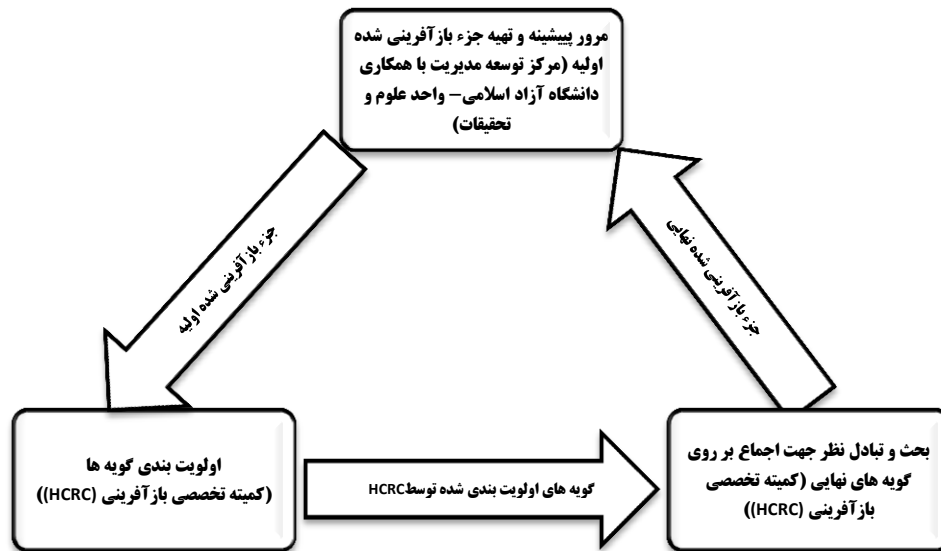 مرور پییشینه و تهیه جزء بازآفرینی شده
اولیه (مرکز توسعه مدیریت با همکاری
دانشگاه آزاد اسلامی– واحد علوم و
تحقیقات)
جزء بازآفرینی شده اولیه
جزء بازآفرینی شده نهایی
اولویت بندی گویه ها
(کمیته تخصصی بازآفرینی (HCRC))
گویه های اولویت بندی شده توسطHCRC
بحث و تبادل نظر جهت اجماع بر روی
گویه های نهایی (کمیته تخصصی
بازآفرینی (HCRC))